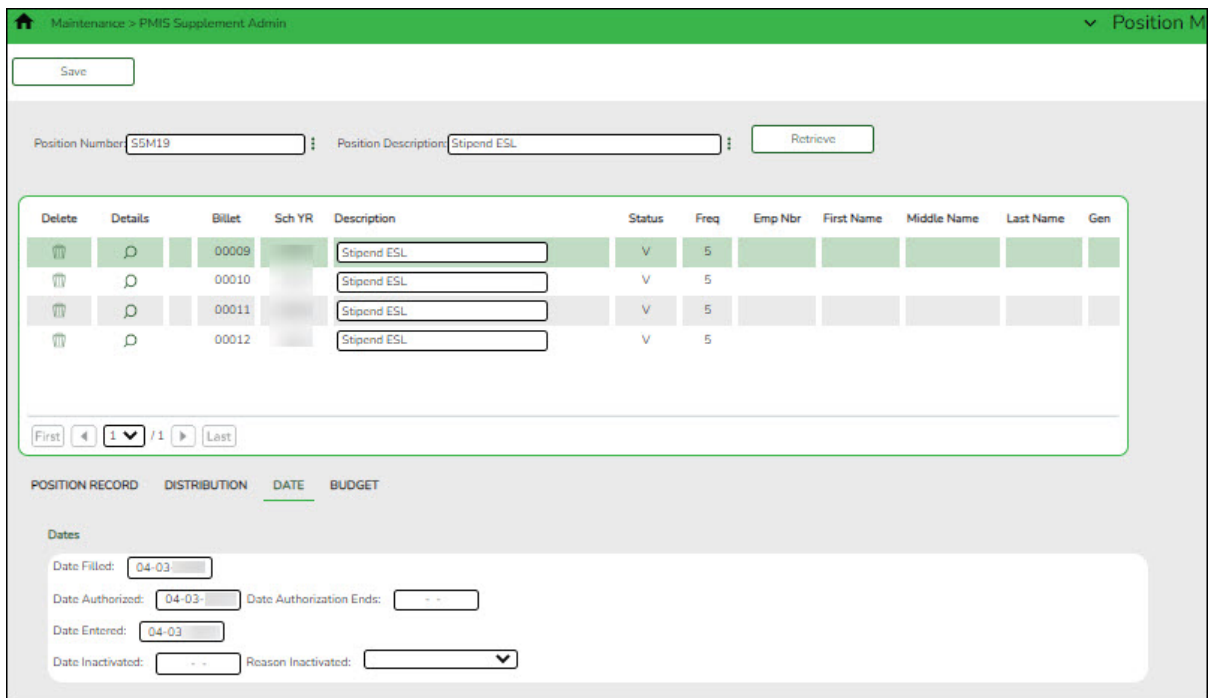 Maintenance > PMIS Supplement Admin Position M
Save
Position Number: S5M19 Position Description: Stipend ESL Retrieve
Delete Details Billet Sch YR Description Status Freq Emp Nbr First Name Middle Name Last Name Gen
00009 Stipend ESL V 5
00010 Stipend ESL V 5
00011 Stipend ESL V 5
00012 Stipend ESL V 5
First 1 / 1 Last
POSITION RECORD DISTRIBUTION DATE BUDGET
Dates
Date Filled: 04-03-
Date Authorized: 04-03- Date Authorization Ends: - -
Date Entered: 04-03
Date Inactivated: - - Reason Inactivated: